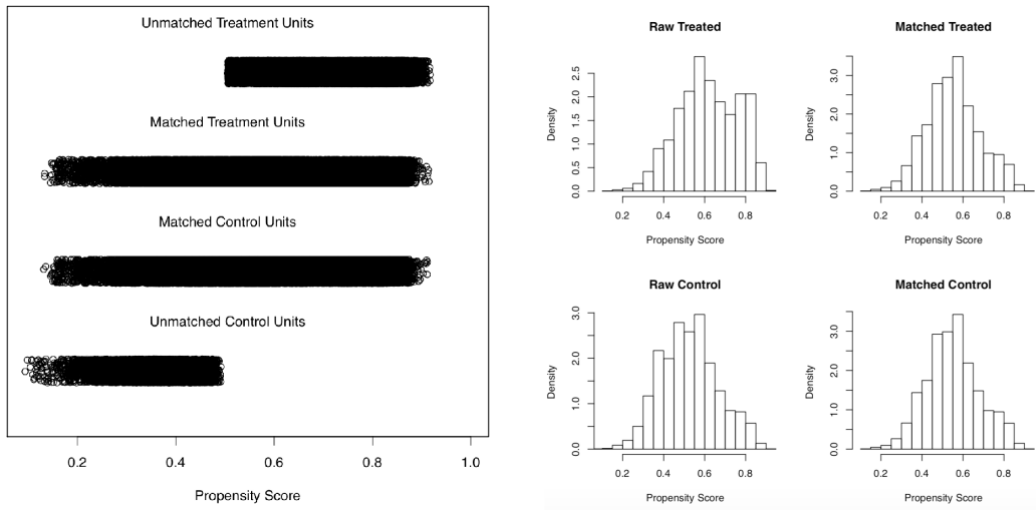 Unmatched Treatment Units
Matched Treatment Units
Matched Control Units
Unmatched Control Units
0.2 0.4 0.6 0.8 1.0
Propensity Score
Raw Treated
Density
0.0 0.5 1.0 1.5 2.0 2.5
0.2 0.4 0.6 0.8
Propensity Score
Matched Treated
Density
0.0 1.0 2.0 3.0
0.2 0.4 0.6 0.8
Propensity Score
Raw Control
Density
0.0 1.0 2.0 3.0
0.2 0.4 0.6 0.8
Propensity Score
Matched Control
Density
0.0 1.0 2.0 3.0
0.2 0.4 0.6 0.8
Propensity Score